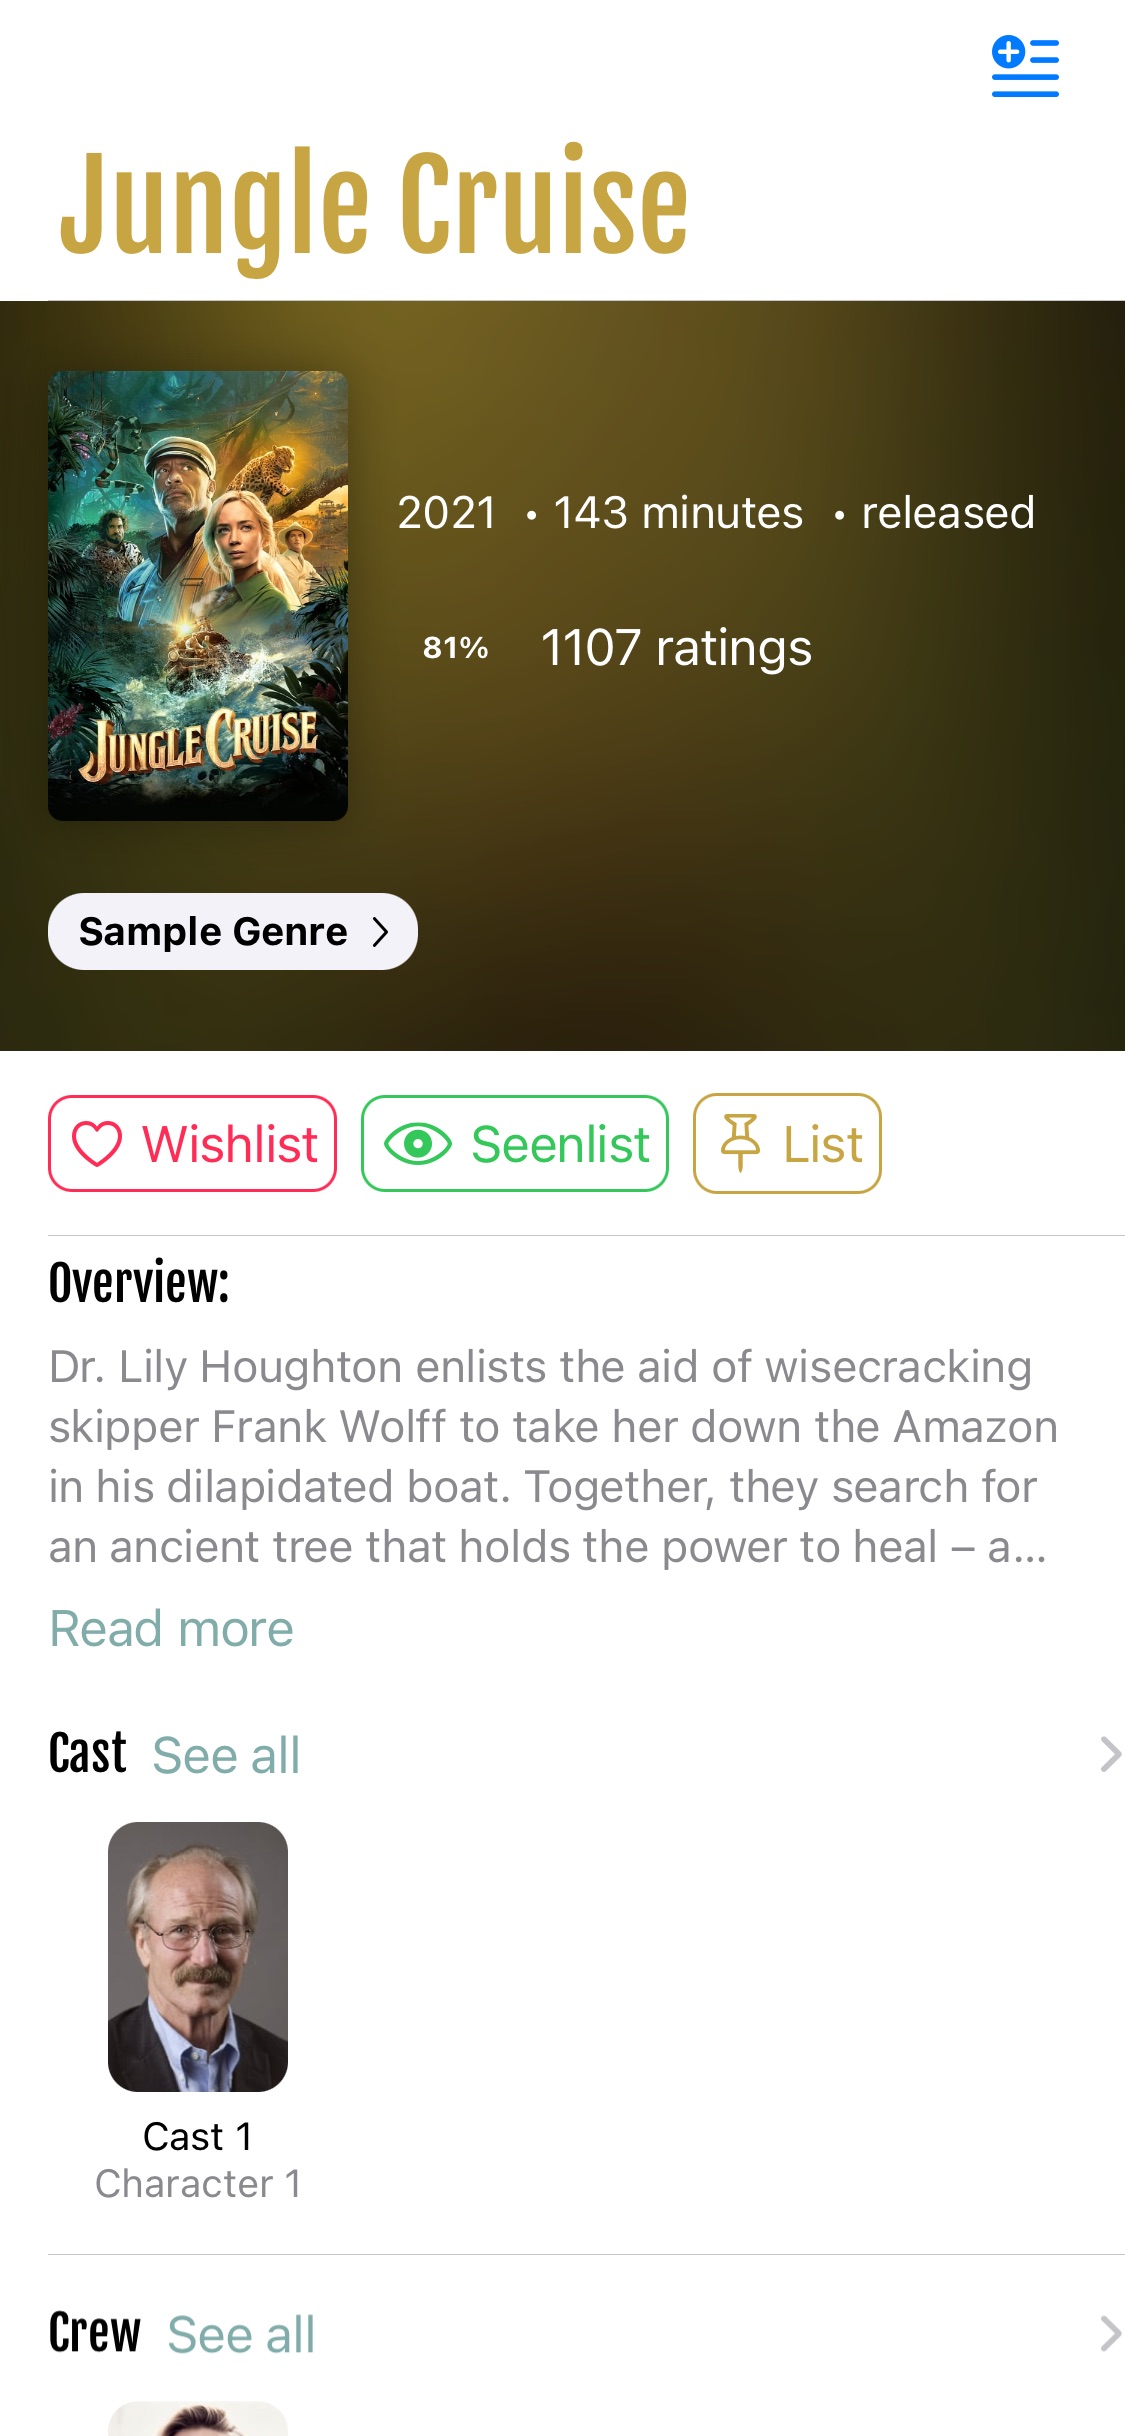 Jungle Cruise
2021 • 143 minutes • released
81% 1107 ratings
JUNGLE CRUISE
Sample Genre
Wishlist Seenlist List
Overview:
Dr. Lily Houghton enlists the aid of wisecracking
skipper Frank Wolff to take her down the Amazon
in his dilapidated boat. Together, they search for
an ancient tree that holds the power to heal – a...
Read more
Cast See all
Cast 1
Character 1
Crew See all